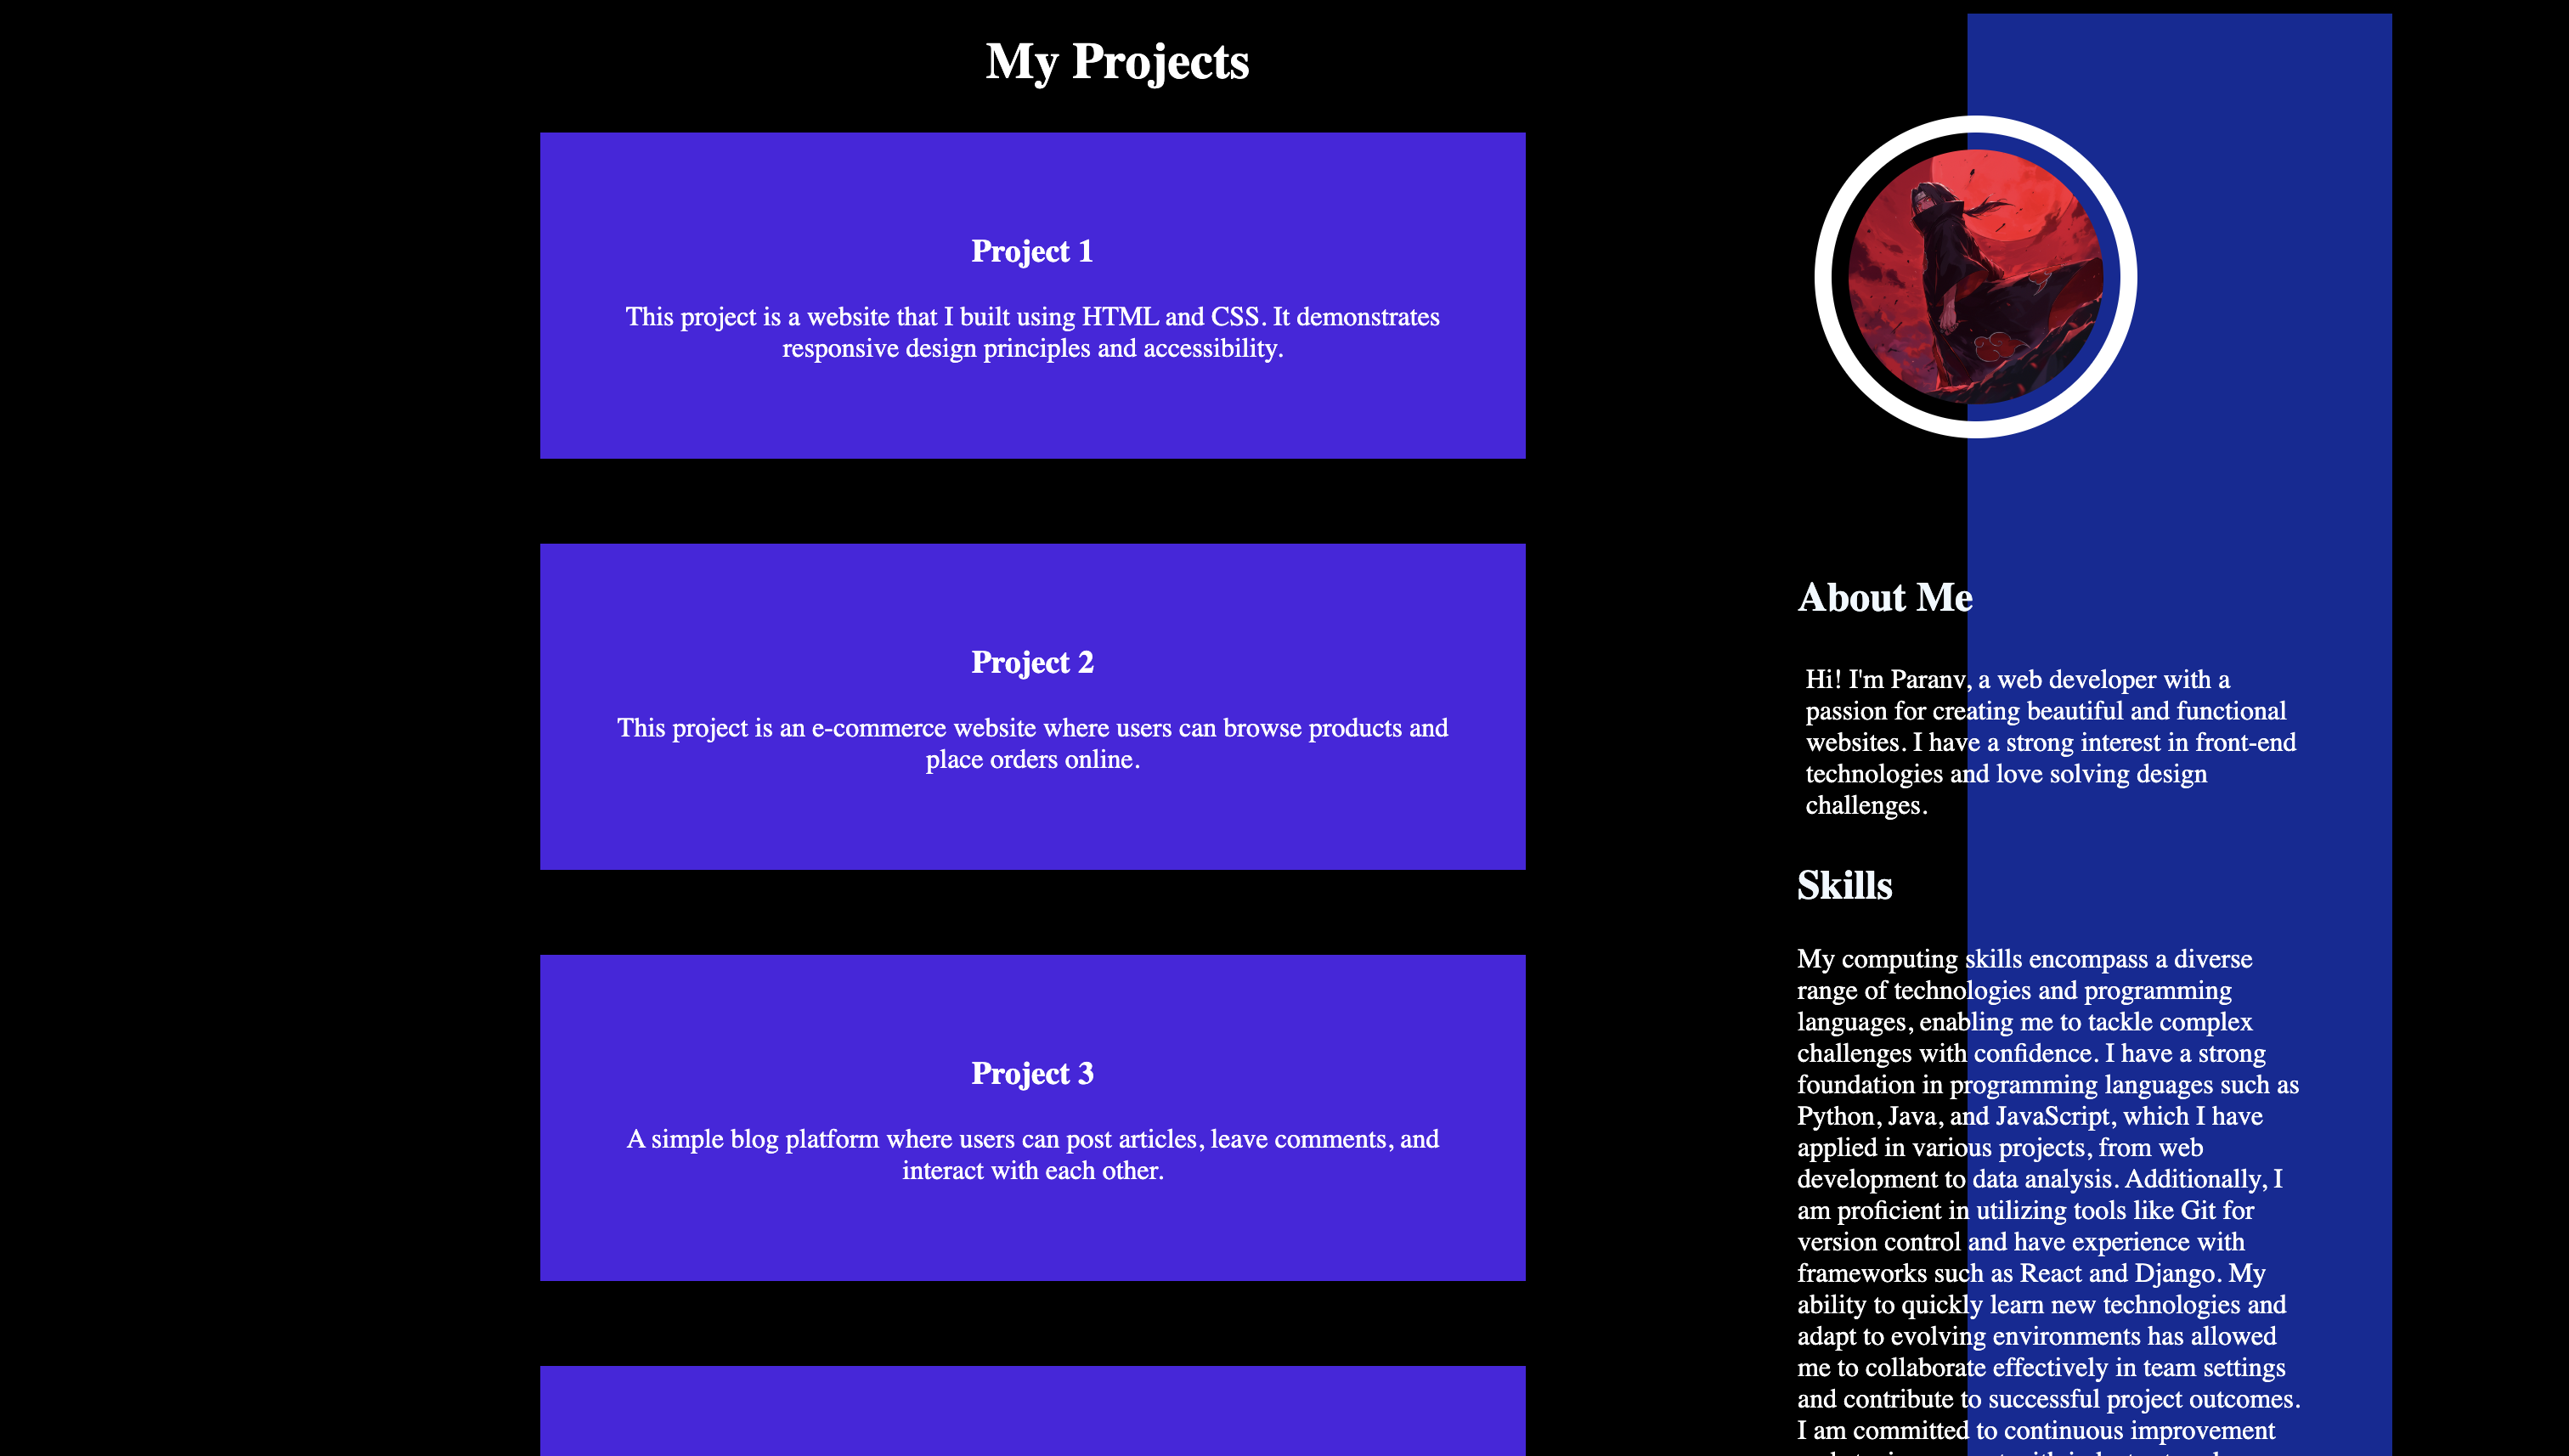 My Projects
Project 1
This project is a website that I built using HTML and CSS. It demonstrates
responsive design principles and accessibility.
Project 2
This project is an e-commerce website where users can browse products and
place orders online.
Project 3
A simple blog platform where users can post articles, leave comments, and
interact with each other.
About Me
Hi! I'm Paranv, a web developer with a
passion for creating beautiful and functional
websites. I have a strong interest in front-end
technologies and love solving design
challenges.
Skills
My computing skills encompass a diverse
range of technologies and programming
languages, enabling me to tackle complex
challenges with confidence. I have a strong
foundation in programming languages such as
Python, Java, and JavaScript, which I have
applied in various projects, from web
development to data analysis. Additionally, I
am proficient in utilizing tools like Git for
version control and have experience with
frameworks such as React and Django. My
ability to quickly learn new technologies and
adapt to evolving environments has allowed
me to collaborate effectively in team settings
and contribute to successful project outcomes.
I am committed to continuous improvement